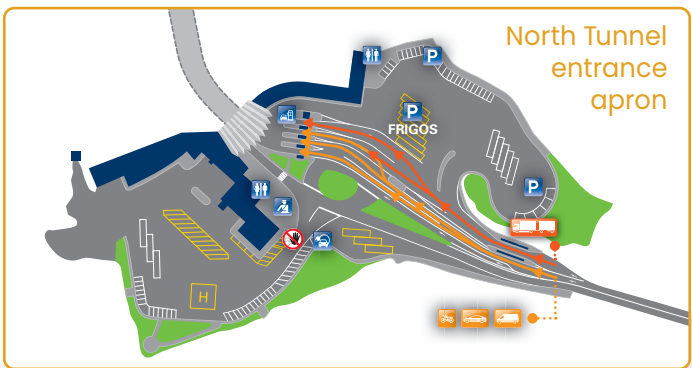 North Tunnel
entrance
apron
P
P
FRIGOS
P
H